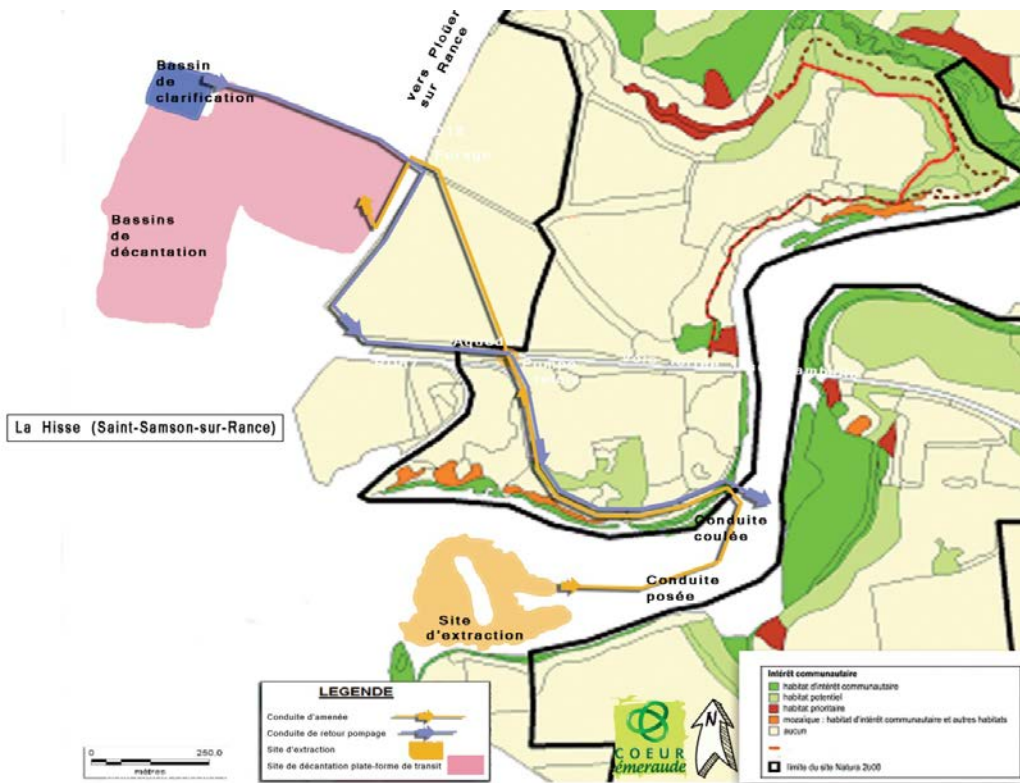 Bassin
de
clarification
vers Plouër
sur Rance
Forage
Bassins
de
décantation
La Hisse (Saint-Samson-sur-Rance)
Conduite
coulée
Conduite
posée
Site
d'extraction
LEGENDE
Conduite d'amenée
Conduite de retour pompage
Site d'extraction
Site de décantation plate-forme de transit
0
250,0
mètres
COEUR
émeraude
N
Intérêt communautaire
habitat d'intérêt communautaire
habitat potentiel
habitat prioritaire
mozaïque : habitat d'intérêt communautaire et autres habitats
aucun
limite du site Natura 2000